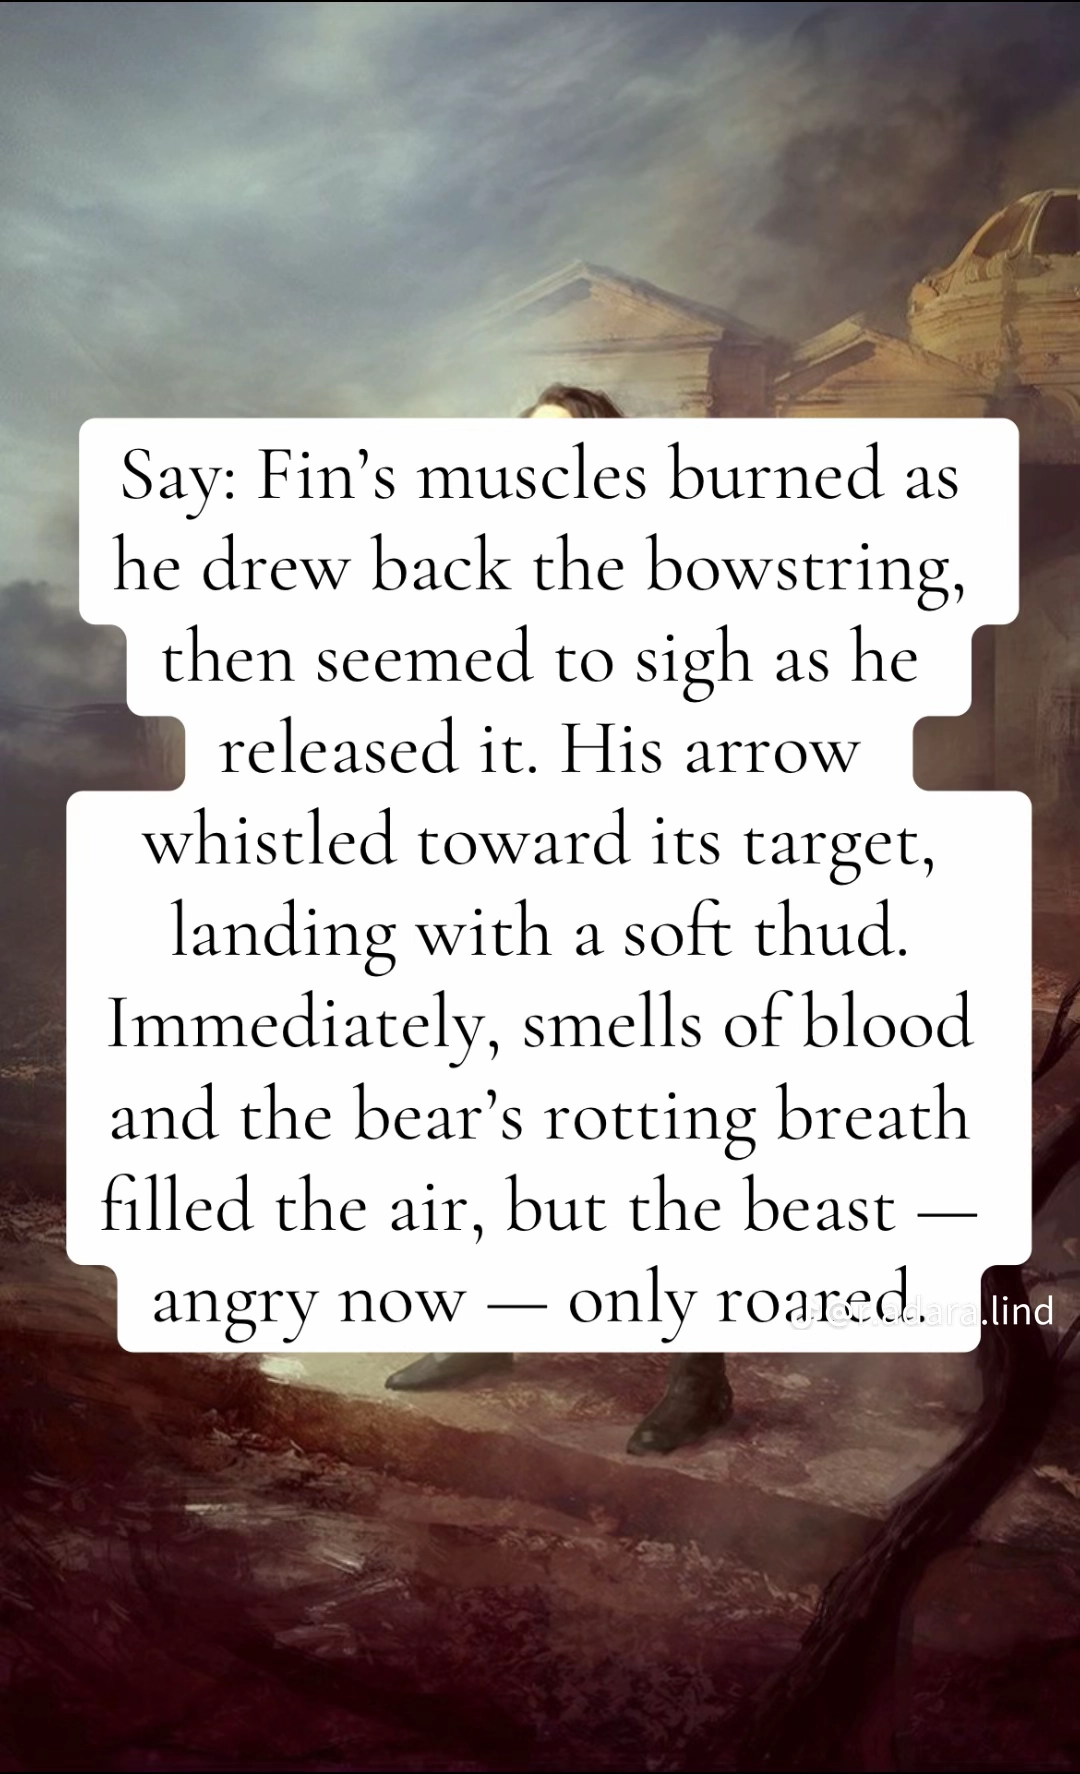 Say: Fin’s muscles burned as
he drew back the bowstring,
then seemed to sigh as he
released it. His arrow
whistled toward its target,
landing with a soft thud.
Immediately, smells of blood
and the bear’s rotting breath
filled the air, but the beast —
angry now — only roared.
@r.adara.lind